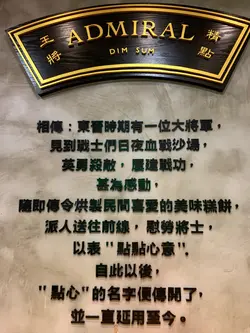 王將 ADMIRAL 精點
DIM SUM
相傳：東晉時期有一位大將軍，
見到戰士們日夜血戰沙場，
英勇殺敵，屢建戰功，
甚為感動，
隨即傳令烘製民間喜愛的美味糕餅，
派人送往前線，慰勞將士，
以表 "點點心意"．
自此以後，
"點心"的名字便傳開了，
並一直延用至今。